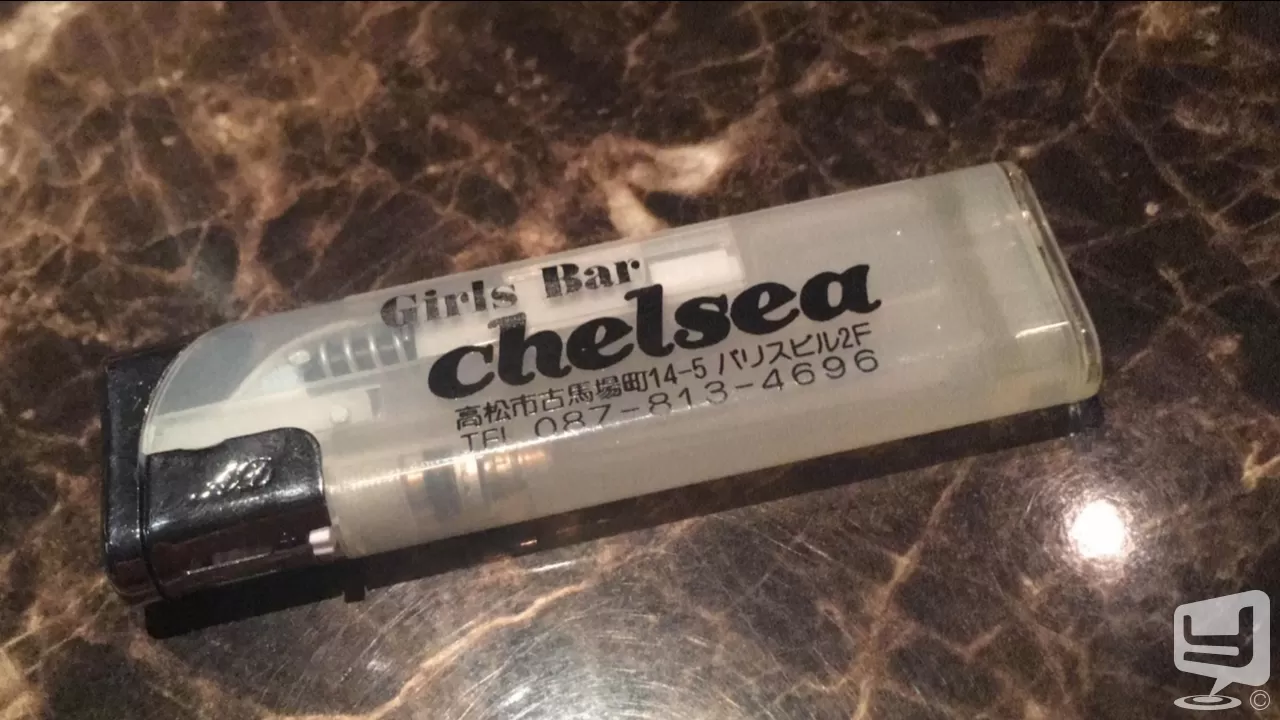 Girls Bar
chelsea
高松市古馬場町14-5 パリスビル2F
TEL 087-813-4696
©